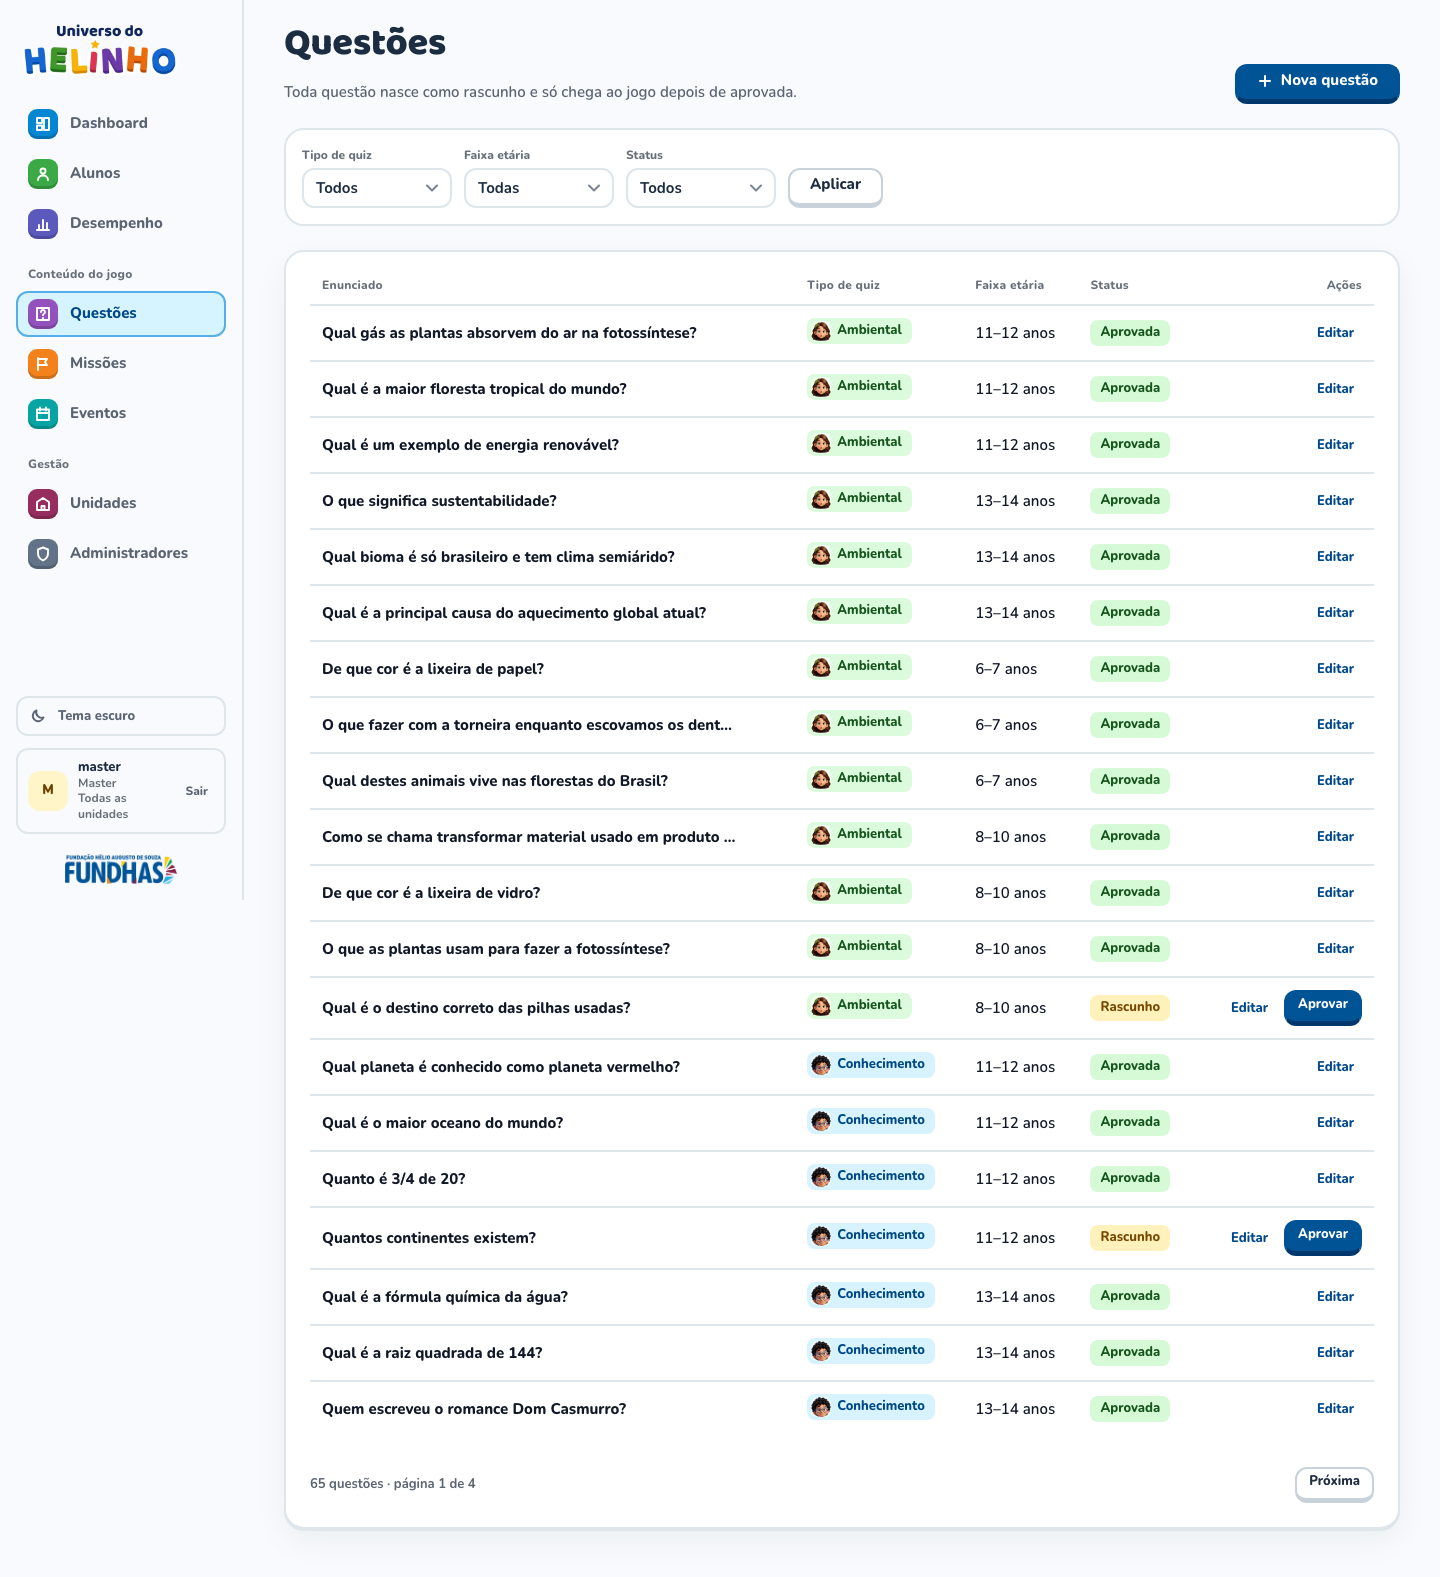 Universo do
HELINHO
Dashboard
Alunos
Desempenho
Conteúdo do jogo
Questões
Missões
Eventos
Gestão
Unidades
Administradores
Tema escuro
M
master
Master
Todas as
unidades
Sair
FUNDAÇÃO HÉLIO AUGUSTO DE SOUZA
FUNDHAS
Questões
Toda questão nasce como rascunho e só chega ao jogo depois de aprovada.
+ Nova questão
Tipo de quiz Faixa etária Status
Todos Todas Todos Aplicar
Enunciado Tipo de quiz Faixa etária Status Ações
Qual gás as plantas absorvem do ar na fotossíntese? Ambiental 11–12 anos Aprovada Editar
Qual é a maior floresta tropical do mundo? Ambiental 11–12 anos Aprovada Editar
Qual é um exemplo de energia renovável? Ambiental 11–12 anos Aprovada Editar
O que significa sustentabilidade? Ambiental 13–14 anos Aprovada Editar
Qual bioma é só brasileiro e tem clima semiárido? Ambiental 13–14 anos Aprovada Editar
Qual é a principal causa do aquecimento global atual? Ambiental 13–14 anos Aprovada Editar
De que cor é a lixeira de papel? Ambiental 6–7 anos Aprovada Editar
O que fazer com a torneira enquanto escovamos os dent... Ambiental 6–7 anos Aprovada Editar
Qual destes animais vive nas florestas do Brasil? Ambiental 6–7 anos Aprovada Editar
Como se chama transformar material usado em produto ... Ambiental 8–10 anos Aprovada Editar
De que cor é a lixeira de vidro? Ambiental 8–10 anos Aprovada Editar
O que as plantas usam para fazer a fotossíntese? Ambiental 8–10 anos Aprovada Editar
Qual é o destino correto das pilhas usadas? Ambiental 8–10 anos Rascunho Editar Aprovar
Qual planeta é conhecido como planeta vermelho? Conhecimento 11–12 anos Aprovada Editar
Qual é o maior oceano do mundo? Conhecimento 11–12 anos Aprovada Editar
Quanto é 3/4 de 20? Conhecimento 11–12 anos Aprovada Editar
Quantos continentes existem? Conhecimento 11–12 anos Rascunho Editar Aprovar
Qual é a fórmula química da água? Conhecimento 13–14 anos Aprovada Editar
Qual é a raiz quadrada de 144? Conhecimento 13–14 anos Aprovada Editar
Quem escreveu o romance Dom Casmurro? Conhecimento 13–14 anos Aprovada Editar
65 questões · página 1 de 4 Próxima